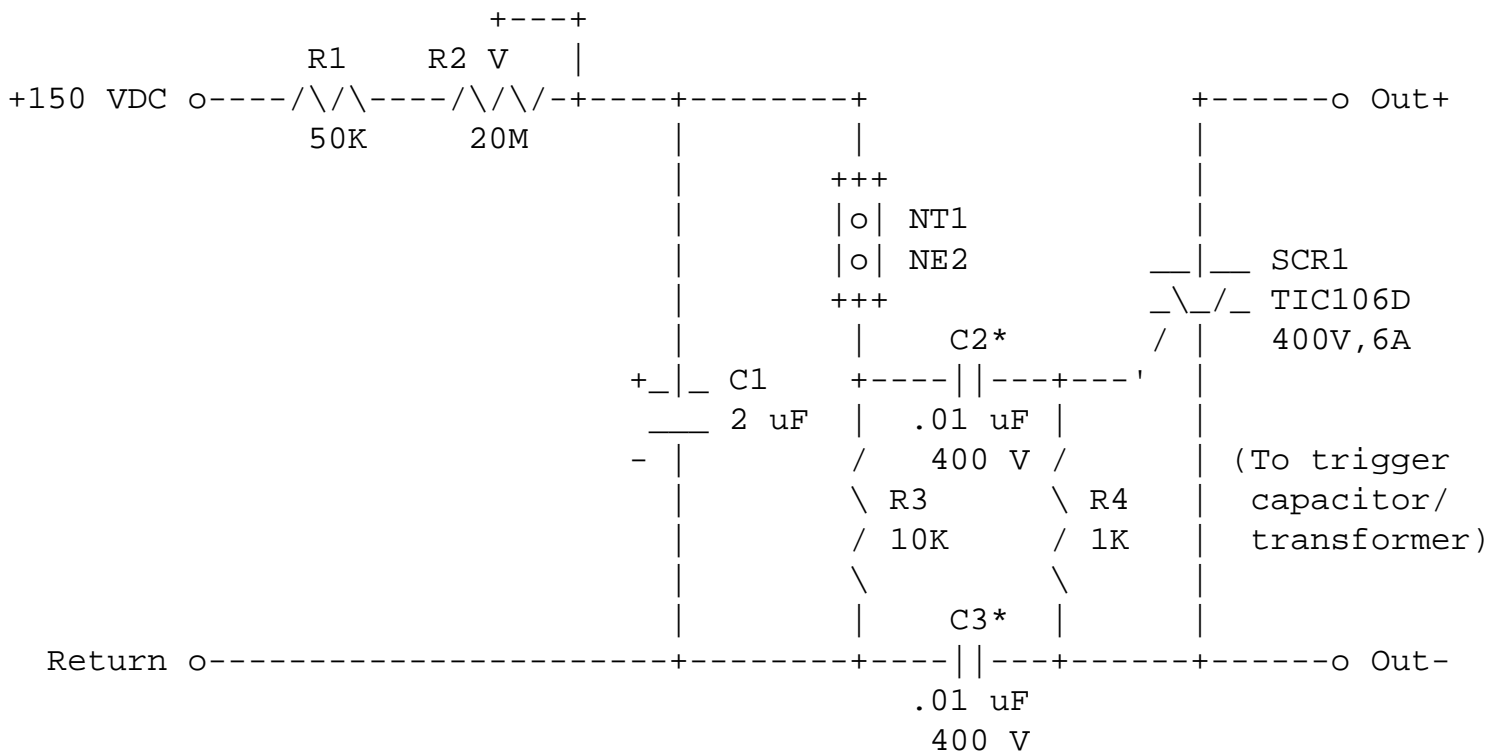 R1 R2 V
+150 VDC o Out+
50K 20M
NT1
NE2 SCR1
TIC106D
C2* 400V,6A
+ C1
2 uF .01 uF
- 400 V (To trigger
R3 R4 capacitor/
10K 1K transformer)
C3*
Return o Out-
.01 uF
400 V